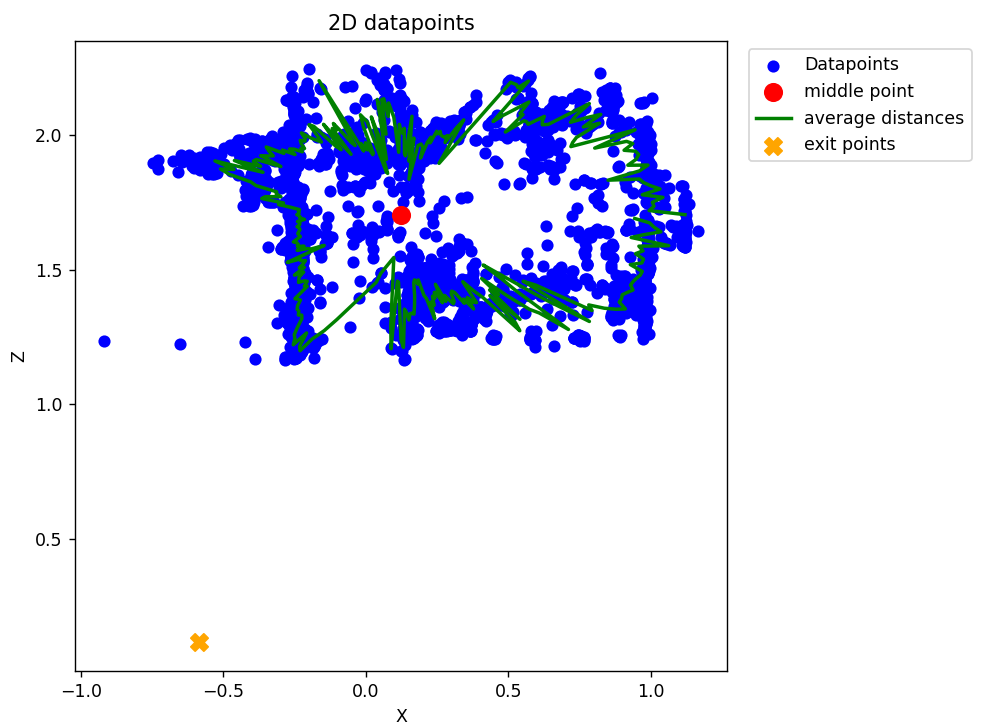 2D datapoints
Datapoints
middle point
average distances
exit points
2.0
1.5
1.0
0.5
Z
−1.0
−0.5
0.0
0.5
1.0
X